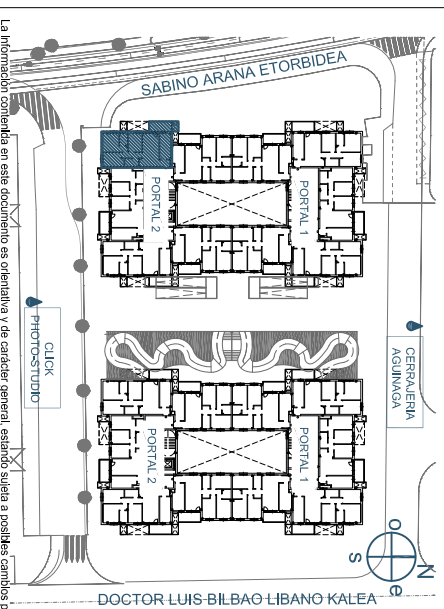 SABINO ARANA ETORBIDEA
PORTAL 2
PORTAL 1
CLICK
PHOTO-STUDIO
CERRAJERIA
AGUINAGA
PORTAL 2
PORTAL 1
O
N
S
e
DOCTOR LUIS BILBAO LIBANO KALEA
La información contenida en este documento es orientativa y de carácter general, estando sujeta a posibles cambios p